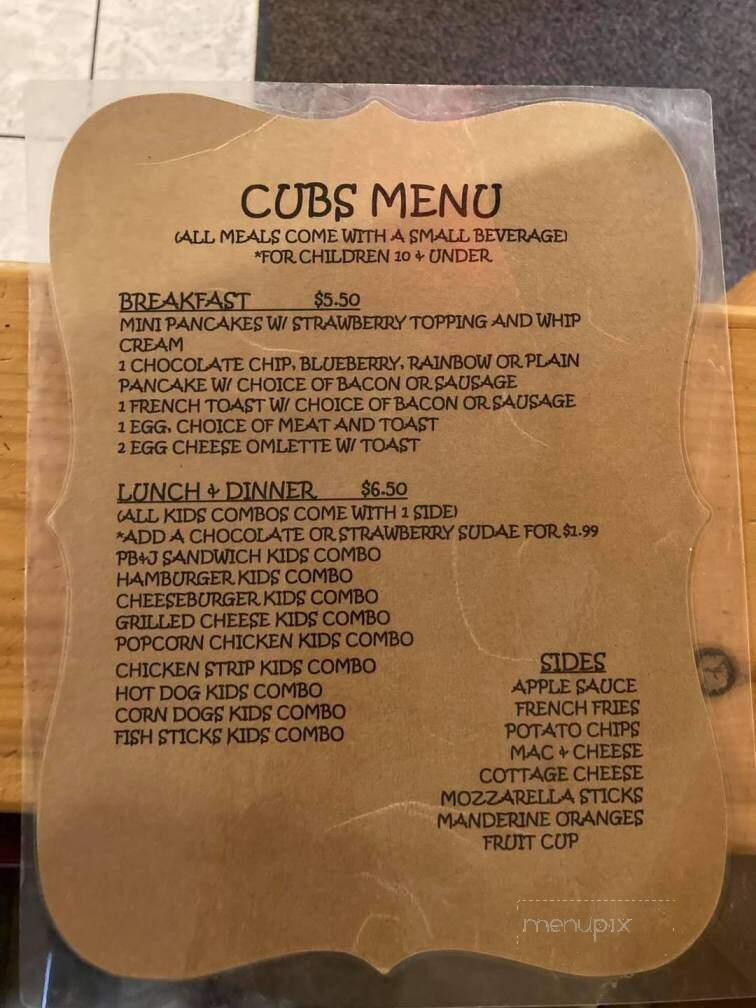 CUBS MENU
(ALL MEALS COME WITH A SMALL BEVERAGE)
*FOR CHILDREN 10 & UNDER
BREAKFAST $5.50
MINI PANCAKES W/ STRAWBERRY TOPPING AND WHIP
CREAM
1 CHOCOLATE CHIP, BLUEBERRY, RAINBOW OR PLAIN
PANCAKE W/ CHOICE OF BACON OR SAUSAGE
1 FRENCH TOAST W/ CHOICE OF BACON OR SAUSAGE
1 EGG, CHOICE OF MEAT AND TOAST
2 EGG CHEESE OMLETTE W/ TOAST
LUNCH & DINNER $6.50
(ALL KIDS COMBOS COME WITH 1 SIDE)
*ADD A CHOCOLATE OR STRAWBERRY SUDAE FOR $1.99
PB&J SANDWICH KIDS COMBO
HAMBURGER KIDS COMBO
CHEESEBURGER KIDS COMBO
GRILLED CHEESE KIDS COMBO
POPCORN CHICKEN KIDS COMBO
CHICKEN STRIP KIDS COMBO
HOT DOG KIDS COMBO
CORN DOGS KIDS COMBO
FISH STICKS KIDS COMBO
SIDES
APPLE SAUCE
FRENCH FRIES
POTATO CHIPS
MAC & CHEESE
COTTAGE CHEESE
MOZZARELLA STICKS
MANDERINE ORANGES
FRUIT CUP
menupix